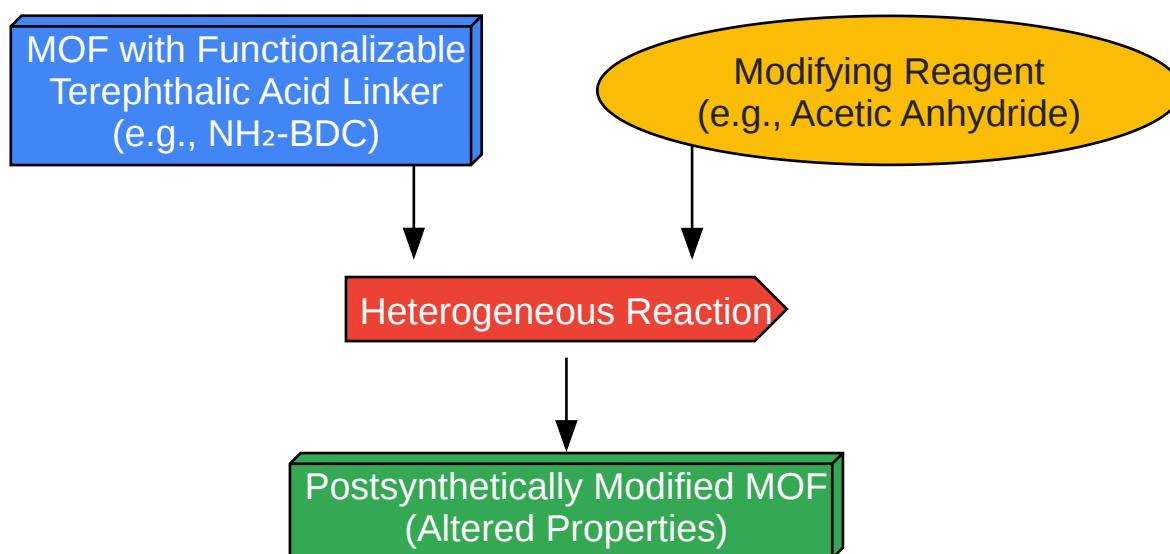 MOF with Functionalizable
Terephthalic Acid Linker
(e.g., NH₂-BDC)
Modifying Reagent
(e.g., Acetic Anhydride)
Heterogeneous Reaction
Postsynthetically Modified MOF
(Altered Properties)